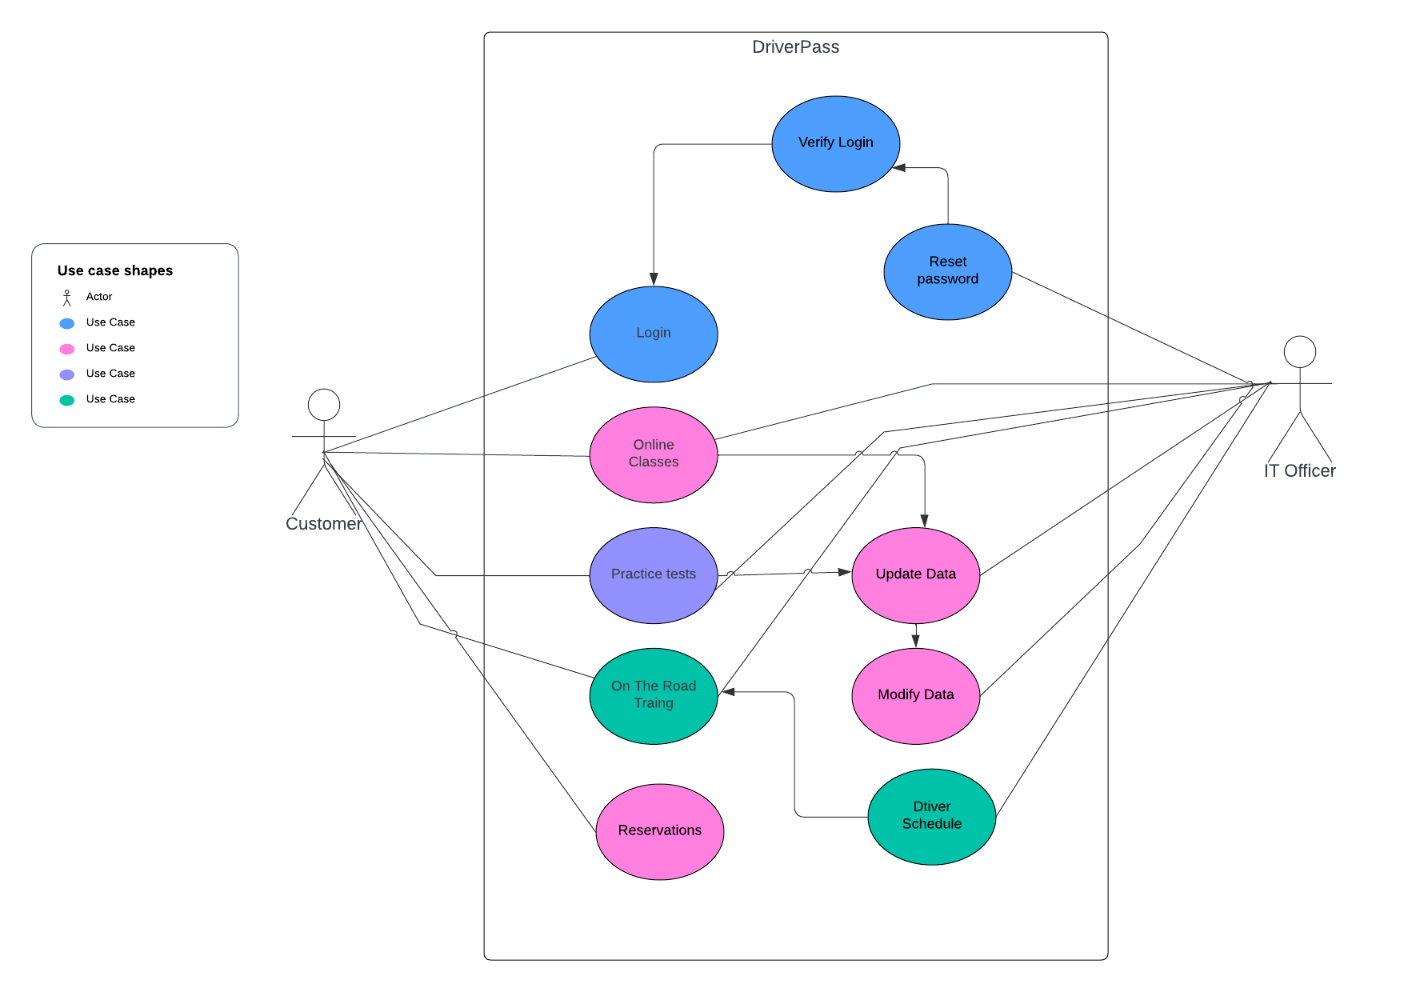 DriverPass
Verify Login
Reset
password
Use case shapes
Actor
Use Case
Use Case
Use Case
Use Case
Login
Online
Classes
IT Officer
Customer
Practice tests
Update Data
On The Road
Traing
Modify Data
Dtiver
Schedule
Reservations